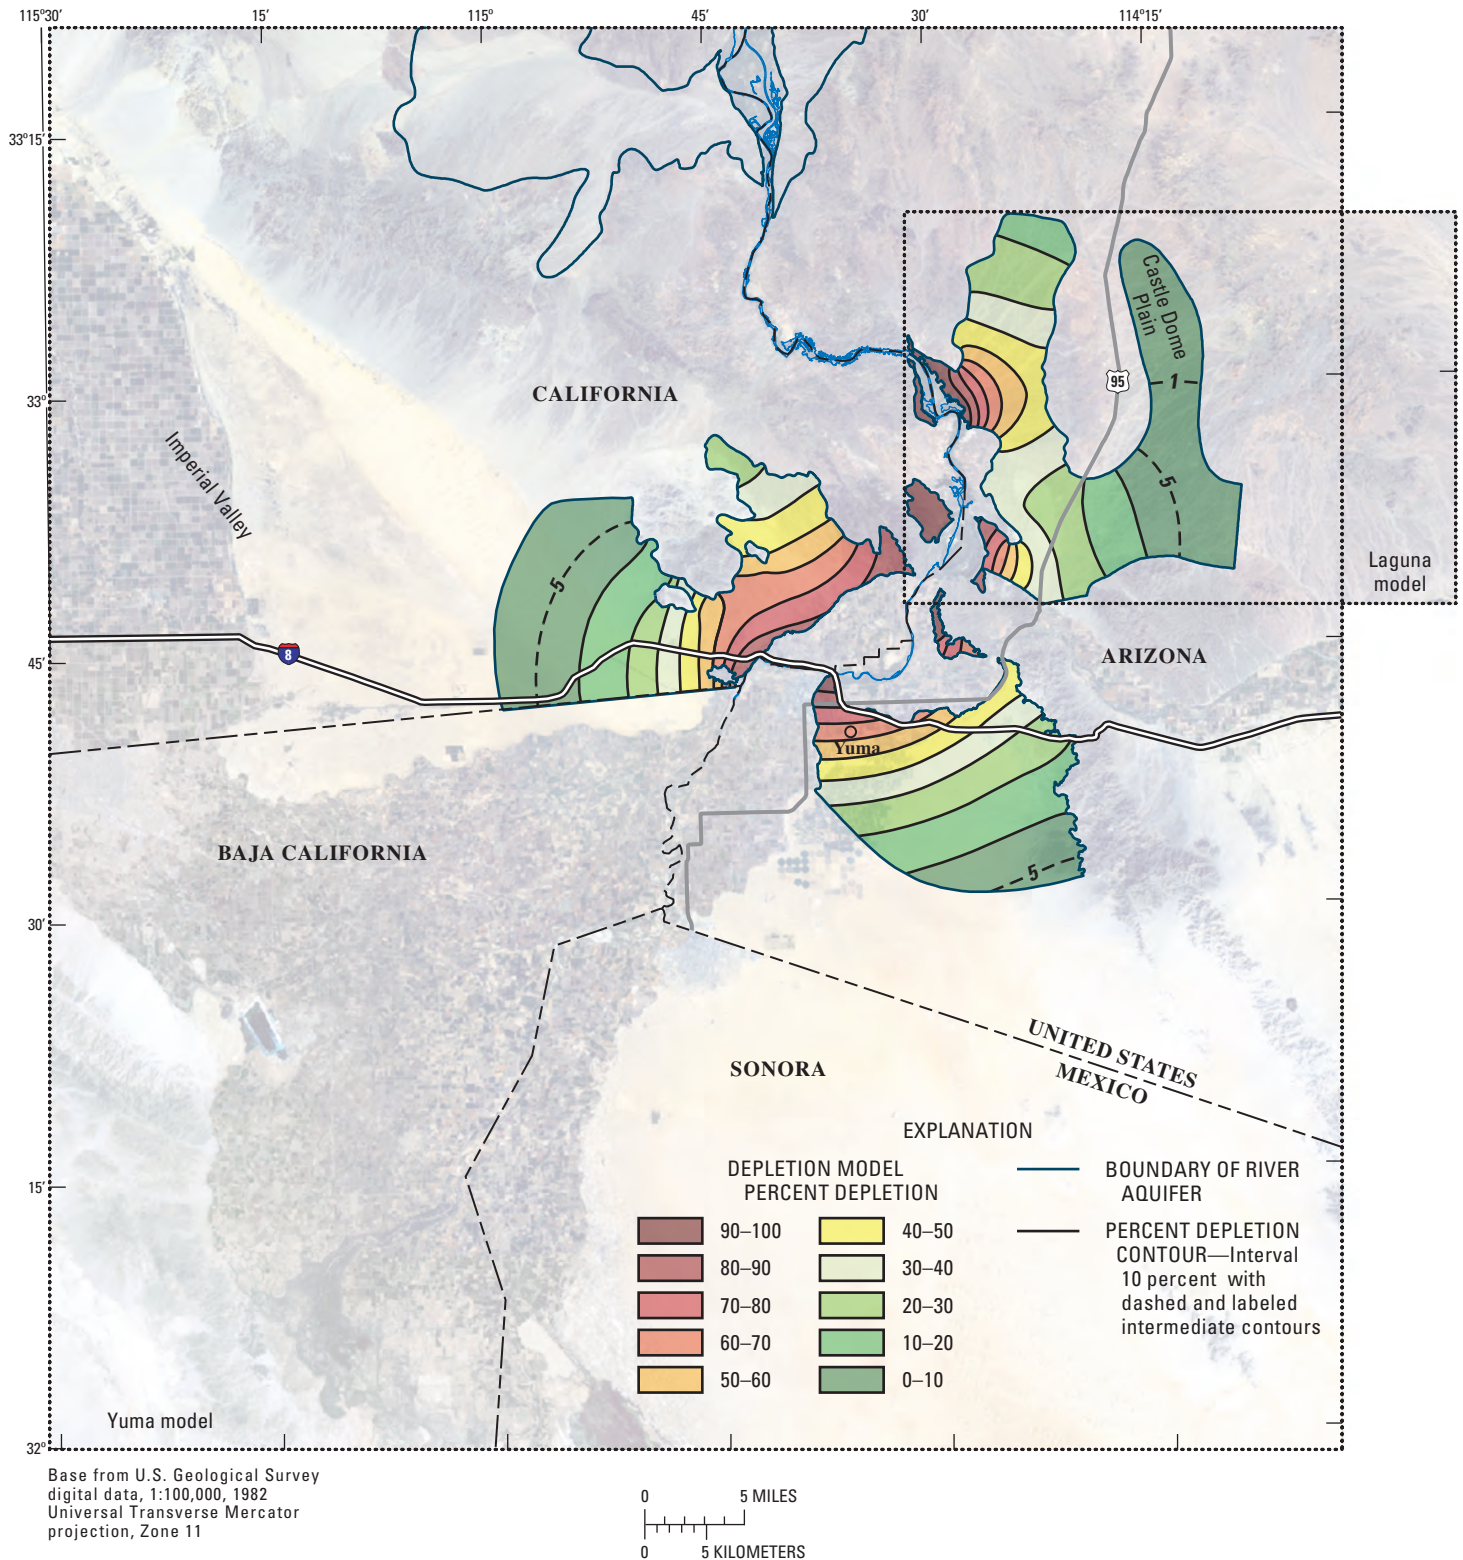 115°30′
15′
115°
45′
30′
114°15′
33°15′
33°
45′
30′
15′
32°
Castle Dome
Plain
1
95
CALIFORNIA
Imperial Valley
5
5
Laguna
model
8
ARIZONA
Yuma
BAJA CALIFORNIA
5
UNITED STATES
MEXICO
SONORA
EXPLANATION
DEPLETION MODEL
PERCENT DEPLETION
90–100
80–90
70–80
60–70
50–60
40–50
30–40
20–30
10–20
0–10
BOUNDARY OF RIVER
AQUIFER
PERCENT DEPLETION
CONTOUR—Interval
10 percent with
dashed and labeled
intermediate contours
Yuma model
Base from U.S. Geological Survey
digital data, 1:100,000, 1982
Universal Transverse Mercator
projection, Zone 11
0 5 MILES
0 5 KILOMETERS